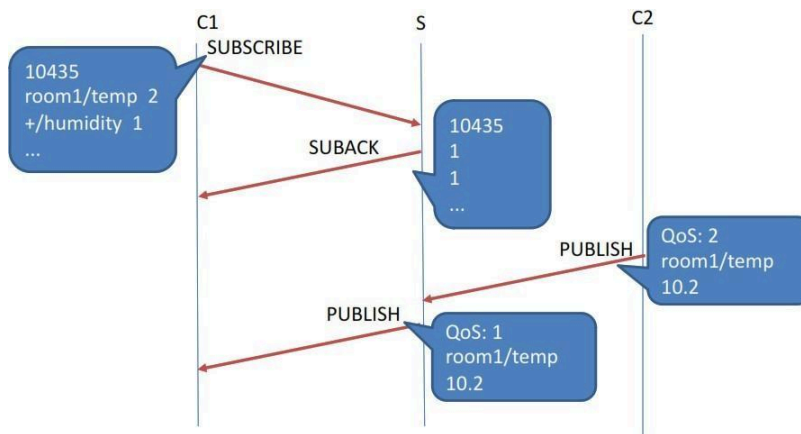 C1
S
C2
SUBSCRIBE
10435
room1/temp 2
+/humidity 1
...
10435
1
1
...
SUBACK
PUBLISH
QoS: 2
room1/temp
10.2
PUBLISH
QoS: 1
room1/temp
10.2